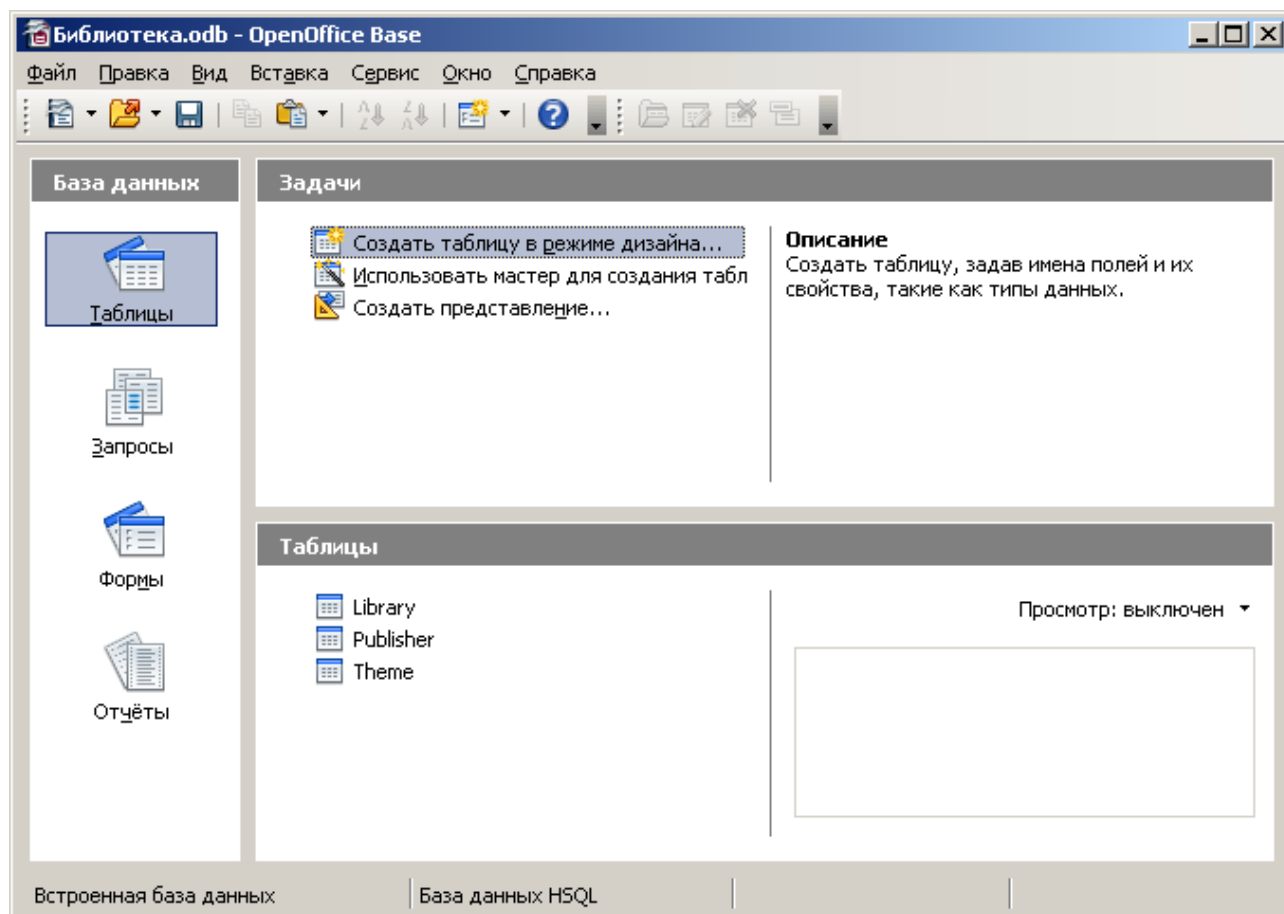 Библиотека.odb - OpenOffice Base
Файл Правка Вид Вставка Сервис Окно Справка
База данных
Таблицы
Запросы
Формы
Отчёты
Задачи
Создать таблицу в режиме дизайна...
Использовать мастер для создания табл
Создать представление...
Описание
Создать таблицу, задав имена полей и их
свойства, такие как типы данных.
Таблицы
Library
Publisher
Theme
Просмотр: выключен
Встроенная база данных
База данных HSQL